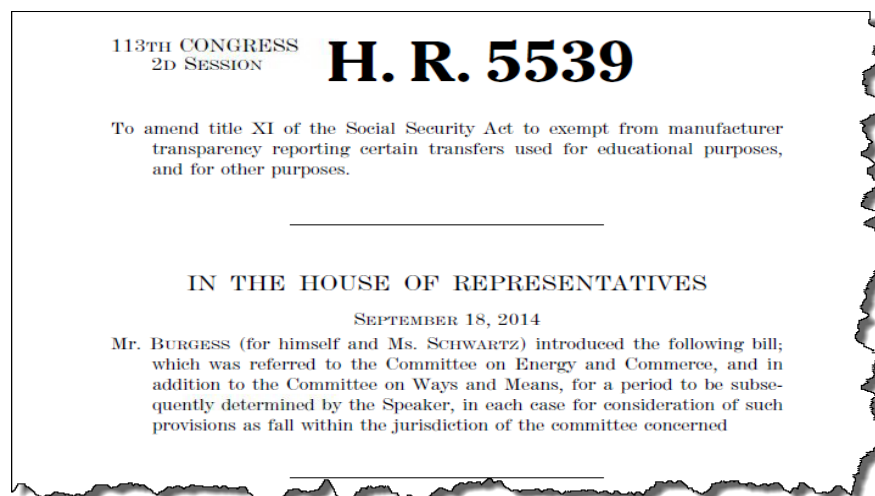 113TH CONGRESS
2D SESSION
H. R. 5539
To amend title XI of the Social Security Act to exempt from manufacturer
transparency reporting certain transfers used for educational purposes,
and for other purposes.
IN THE HOUSE OF REPRESENTATIVES
SEPTEMBER 18, 2014
Mr. BURGESS (for himself and Ms. SCHWARTZ) introduced the following bill;
which was referred to the Committee on Energy and Commerce, and in
addition to the Committee on Ways and Means, for a period to be subse-
quently determined by the Speaker, in each case for consideration of such
provisions as fall within the jurisdiction of the committee concerned